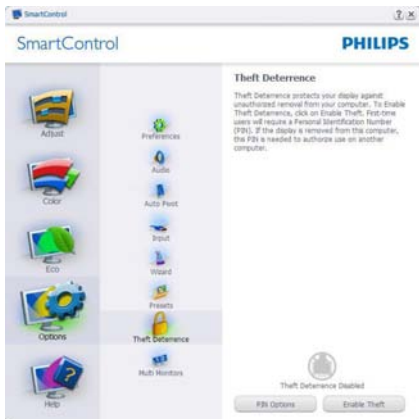 SmartControl
SmartControl
PHILIPS
Adjust
Color
Eco
Options
Help
Preferences
Audio
Auto Pivot
Input
Wizard
Presets
Theft Deterrence
Multi Monitors
Theft Deterrence
Theft Deterrence protects your display against
unauthorized removal from your computer. To Enable
Theft Deterrence, click on Enable Theft. First-time
users will require a Personal Identification Number
(PIN). If the display is removed from this computer,
the PIN is needed to authorize use on another
computer.
Theft Deterrence Disabled
PIN Options
Enable Theft